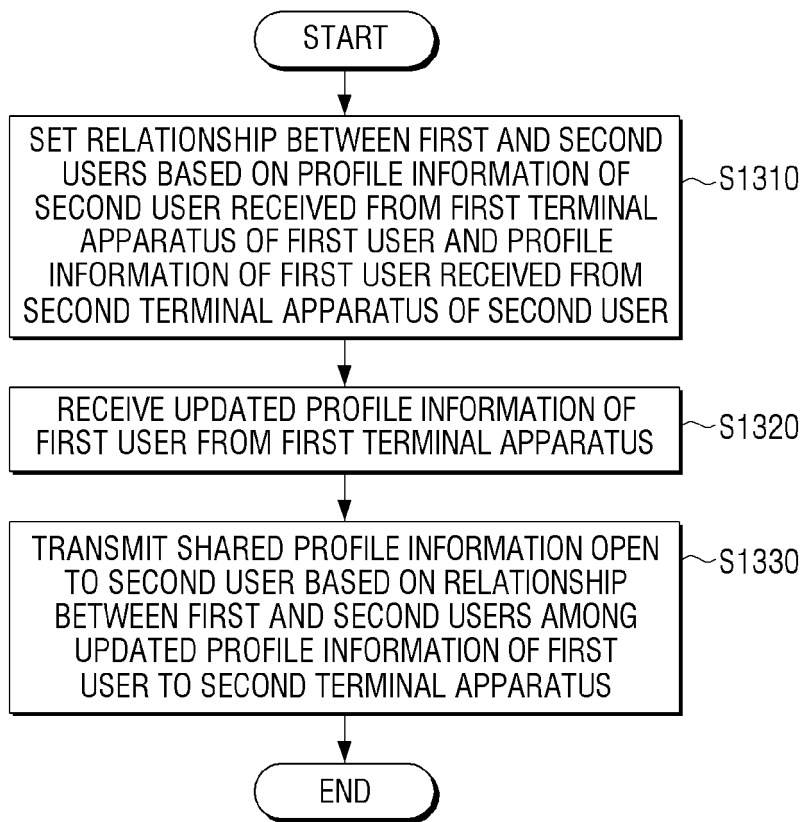 START
SET RELATIONSHIP BETWEEN FIRST AND SECOND
USERS BASED ON PROFILE INFORMATION OF
SECOND USER RECEIVED FROM FIRST TERMINAL
APPARATUS OF FIRST USER AND PROFILE
INFORMATION OF FIRST USER RECEIVED FROM
SECOND TERMINAL APPARATUS OF SECOND USER
S1310
RECEIVE UPDATED PROFILE INFORMATION OF
FIRST USER FROM FIRST TERMINAL APPARATUS
S1320
TRANSMIT SHARED PROFILE INFORMATION OPEN
TO SECOND USER BASED ON RELATIONSHIP
BETWEEN FIRST AND SECOND USERS AMONG
UPDATED PROFILE INFORMATION OF FIRST
USER TO SECOND TERMINAL APPARATUS
S1330
END